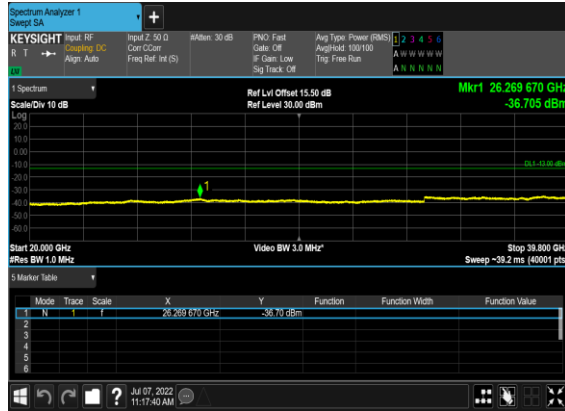 Spectrum Analyzer 1
Swept SA
+
KEYSIGHT Input: RF Input Z: 50 Ω #Atten: 30 dB PNO: Fast Avg Type: Power (RMS) 1 2 3 4 5 6
R T Coupling: DC Corr CCorr Gate: Off Avg|Hold: 100/100 A W W W W W
Align: Auto Freq Ref: Int (S) IF Gain: Low Trig: Free Run
Sig Track: Off A N N N N N
1 Spectrum Ref Lvl Offset 15.50 dB Mkr1 26.269 670 GHz
Scale/Div 10 dB Ref Level 30.00 dBm -36.705 dBm
Log
20.0
10.0
0.00
-10.0
DL1 -13.00 dBm
-20.0
1
-30.0
-40.0
-50.0
-60.0
Start 20.000 GHz Video BW 3.0 MHz* Stop 39.800 GHz
#Res BW 1.0 MHz Sweep ~39.2 ms (40001 pts)
5 Marker Table
Mode Trace Scale X Y Function Function Width Function Value
1 N 1 f 26.269 670 GHz -36.70 dBm
2
3
4
5
6
? Jul 07, 2022
11:17:40 AM